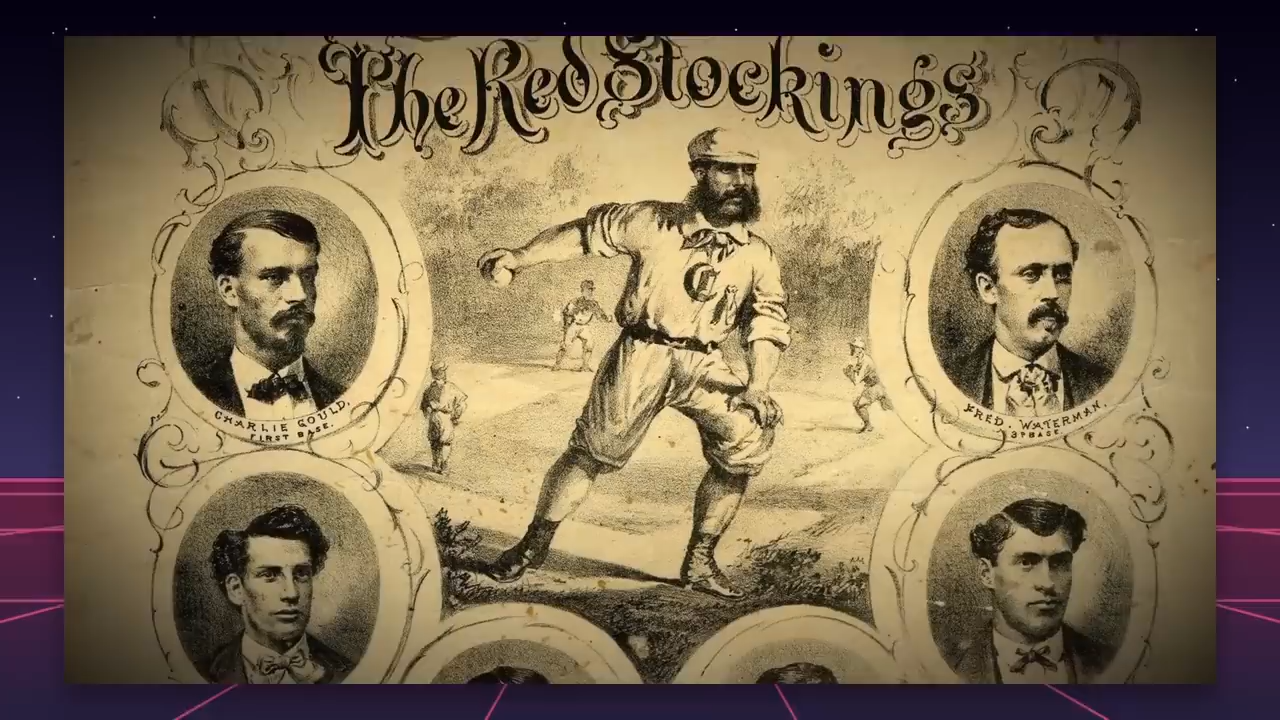 The Red Stockings
C
CHARLIE GOULD,
FIRST BASE.
FRED. WATERMAN,
3D BASE.